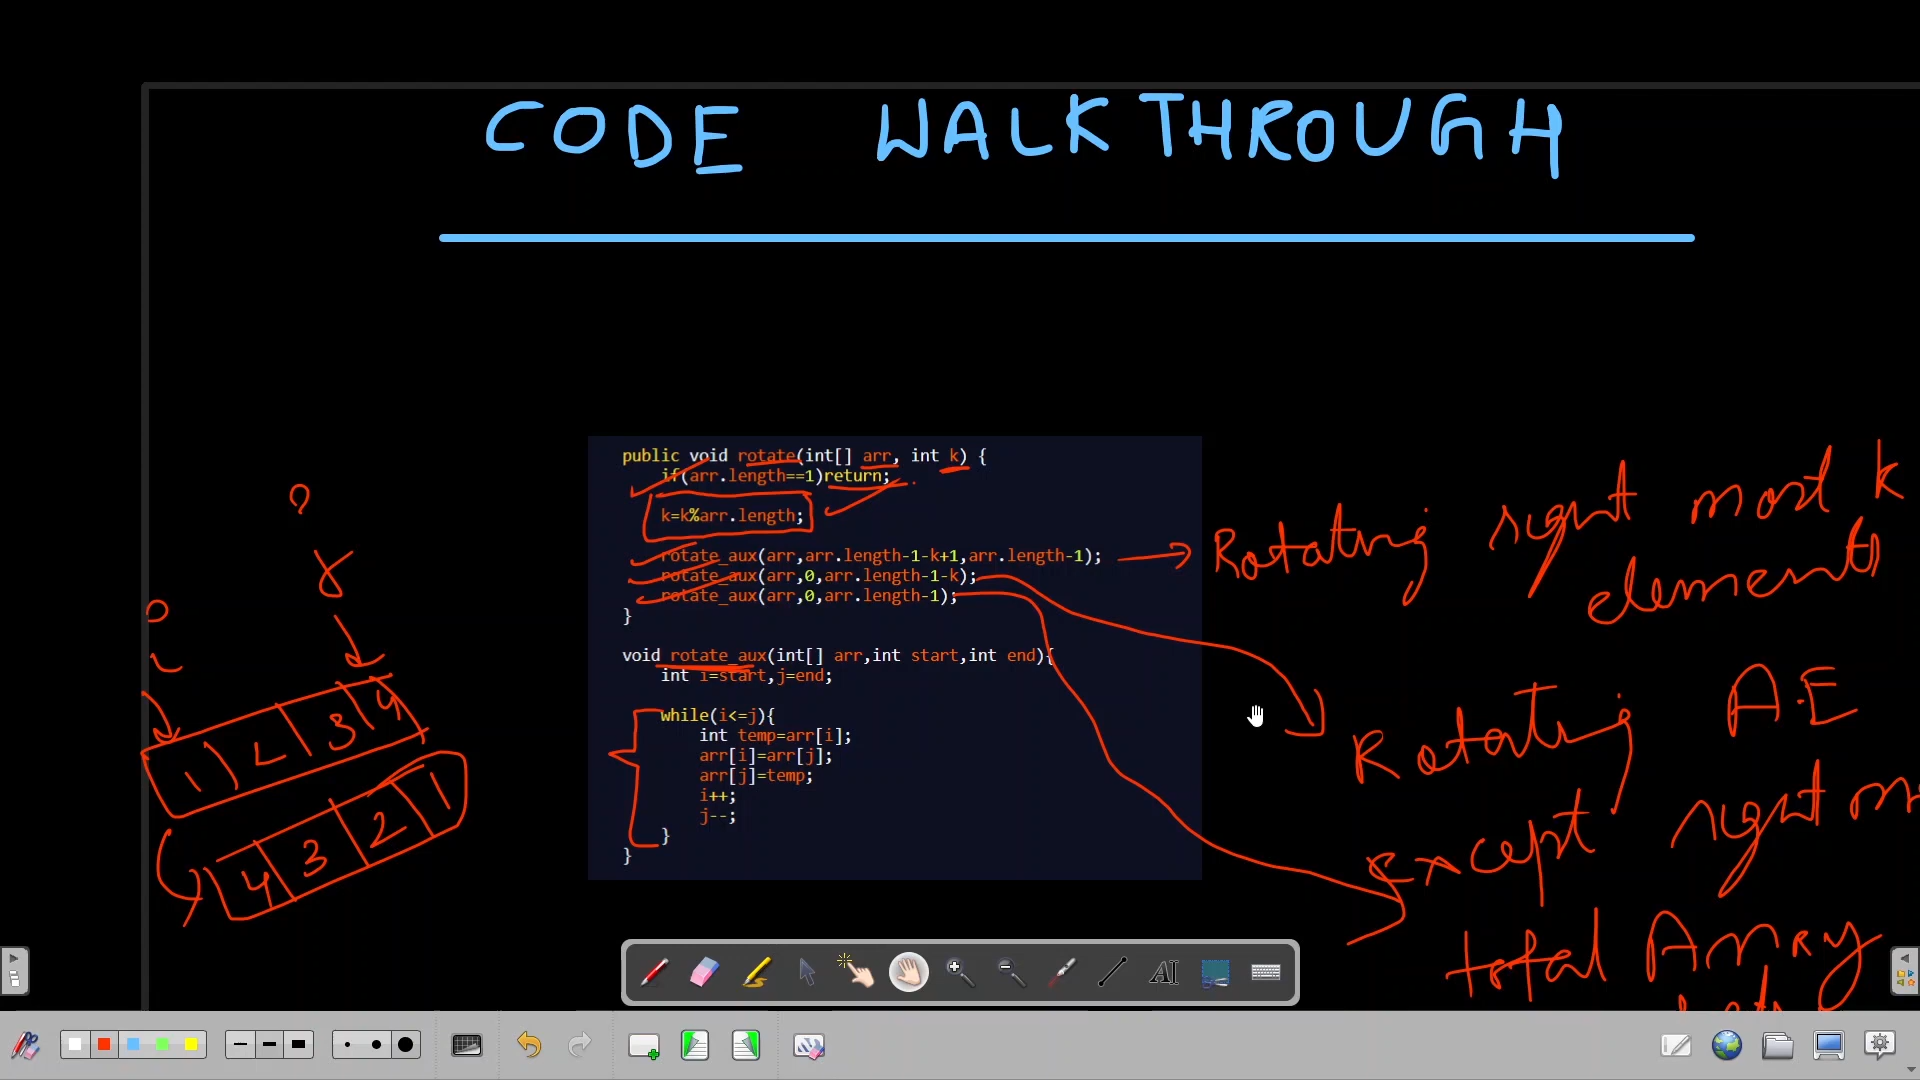 CODE WALKTHROUGH
public void rotate(int[] arr, int k) {
if(arr.length==1)return;
k=k%arr.length;
rotate_aux(arr,arr.length-1-k+1,arr.length-1);
rotate_aux(arr,0,arr.length-1-k);
rotate_aux(arr,0,arr.length-1);
}
void rotate_aux(int[] arr,int start,int end){
int i=start,j=end;
while(i<=j){
int temp=arr[i];
arr[i]=arr[j];
arr[j]=temp;
i++;
j--;
}
}
Rotating right most k
elements
Rotating A.E
Except right
total Array
1 2 3 4
4 3 2 1
AI